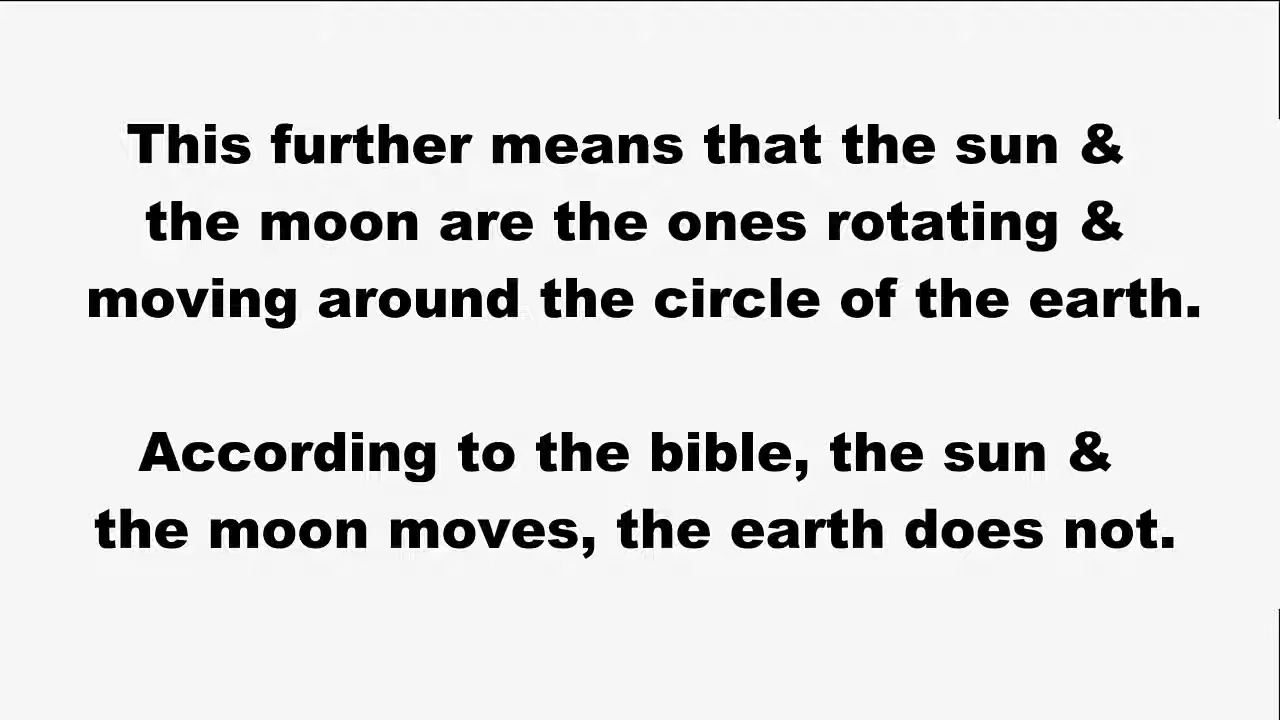 This further means that the sun &
the moon are the ones rotating &
moving around the circle of the earth.
According to the bible, the sun &
the moon moves, the earth does not.